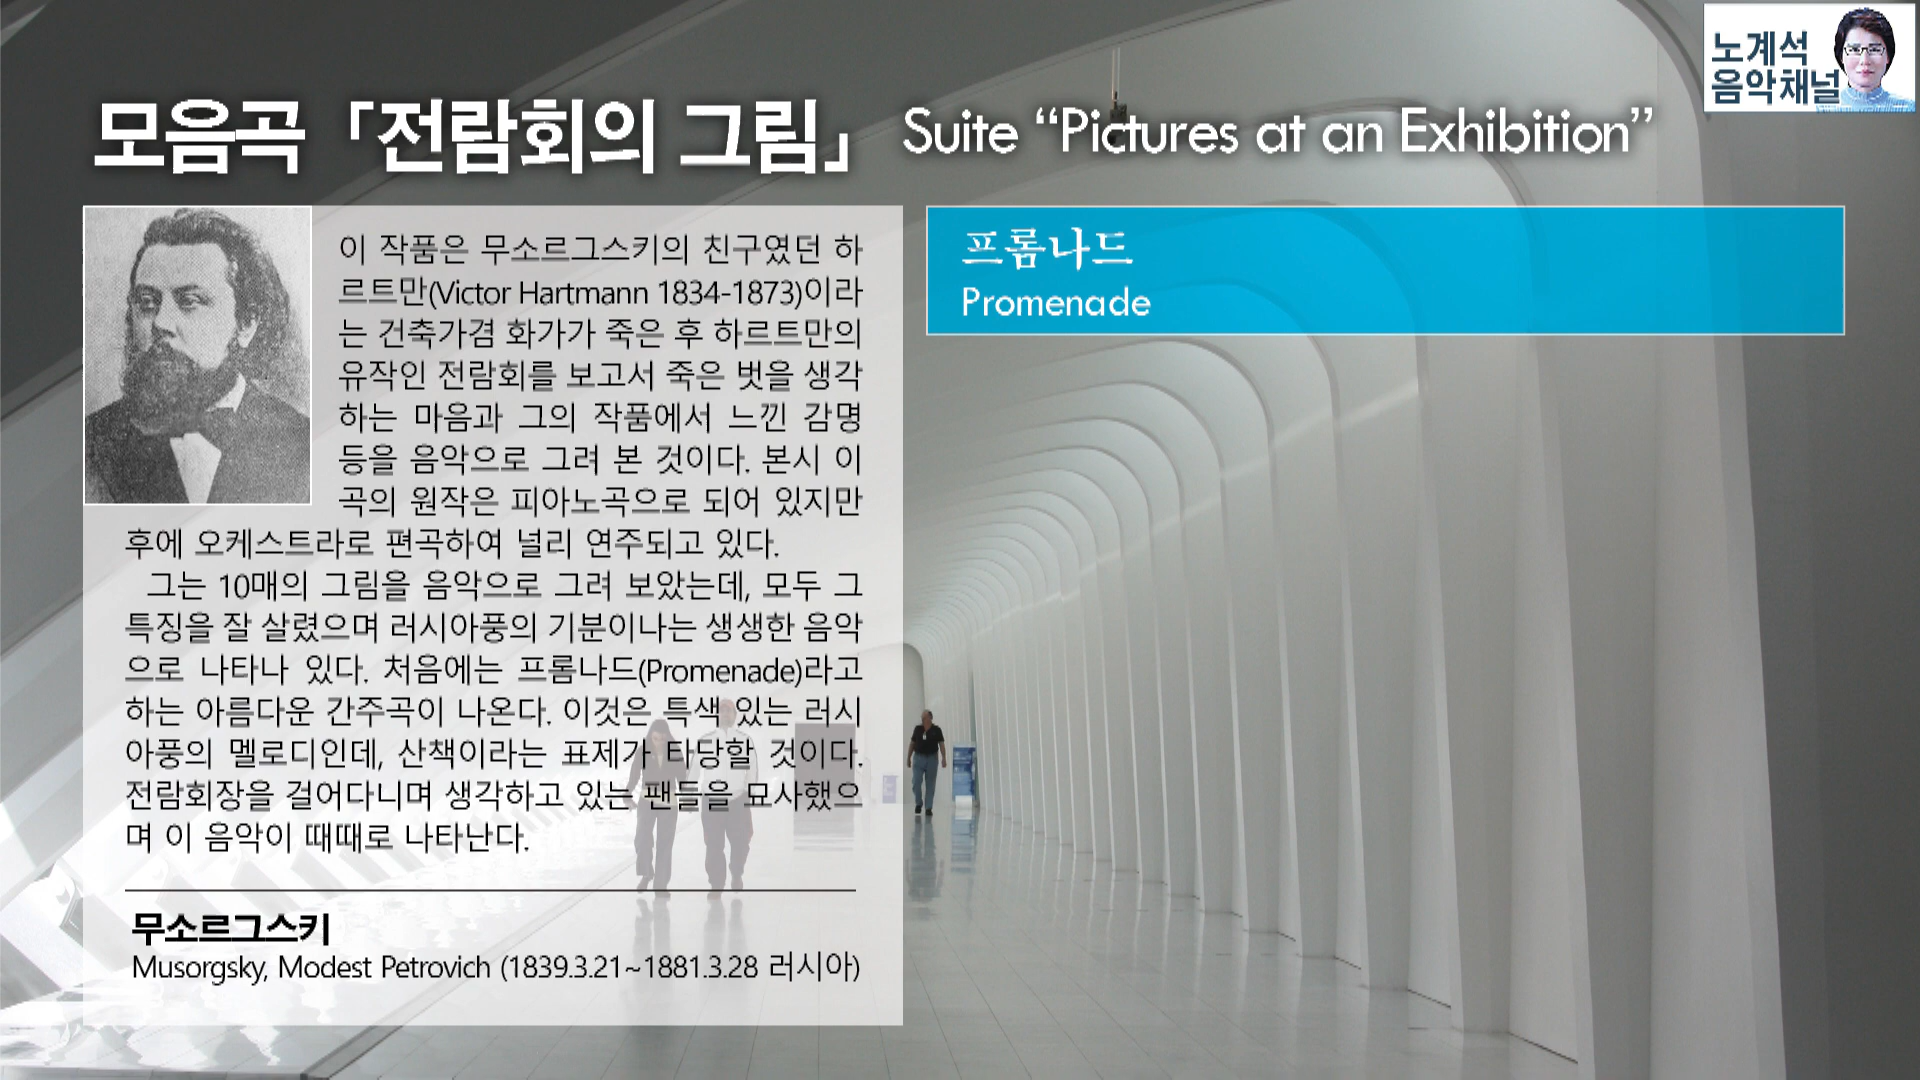 노계석
음악채널
모음곡「전람회의 그림」 Suite “Pictures at an Exhibition”
이 작품은 무소르그스키의 친구였던 하
르트만(Victor Hartmann 1834-1873)이라
는 건축가겸 화가가 죽은 후 하르트만의
유작인 전람회를 보고서 죽은 벗을 생각
하는 마음과 그의 작품에서 느낀 감명
등을 음악으로 그려 본 것이다. 본시 이
곡의 원작은 피아노곡으로 되어 있지만
후에 오케스트라로 편곡하여 널리 연주되고 있다.
그는 10매의 그림을 음악으로 그려 보았는데, 모두 그
특징을 잘 살렸으며 러시아풍의 기분이나는 생생한 음악
으로 나타나 있다. 처음에는 프롬나드(Promenade)라고
하는 아름다운 간주곡이 나온다. 이것은 특색 있는 러시
아풍의 멜로디인데, 산책이라는 표제가 타당할 것이다.
전람회장을 걸어다니며 생각하고 있는 팬들을 묘사했으
며 이 음악이 때때로 나타난다.
무소르그스키
Musorgsky, Modest Petrovich (1839.3.21~1881.3.28 러시아)
프롬나드
Promenade